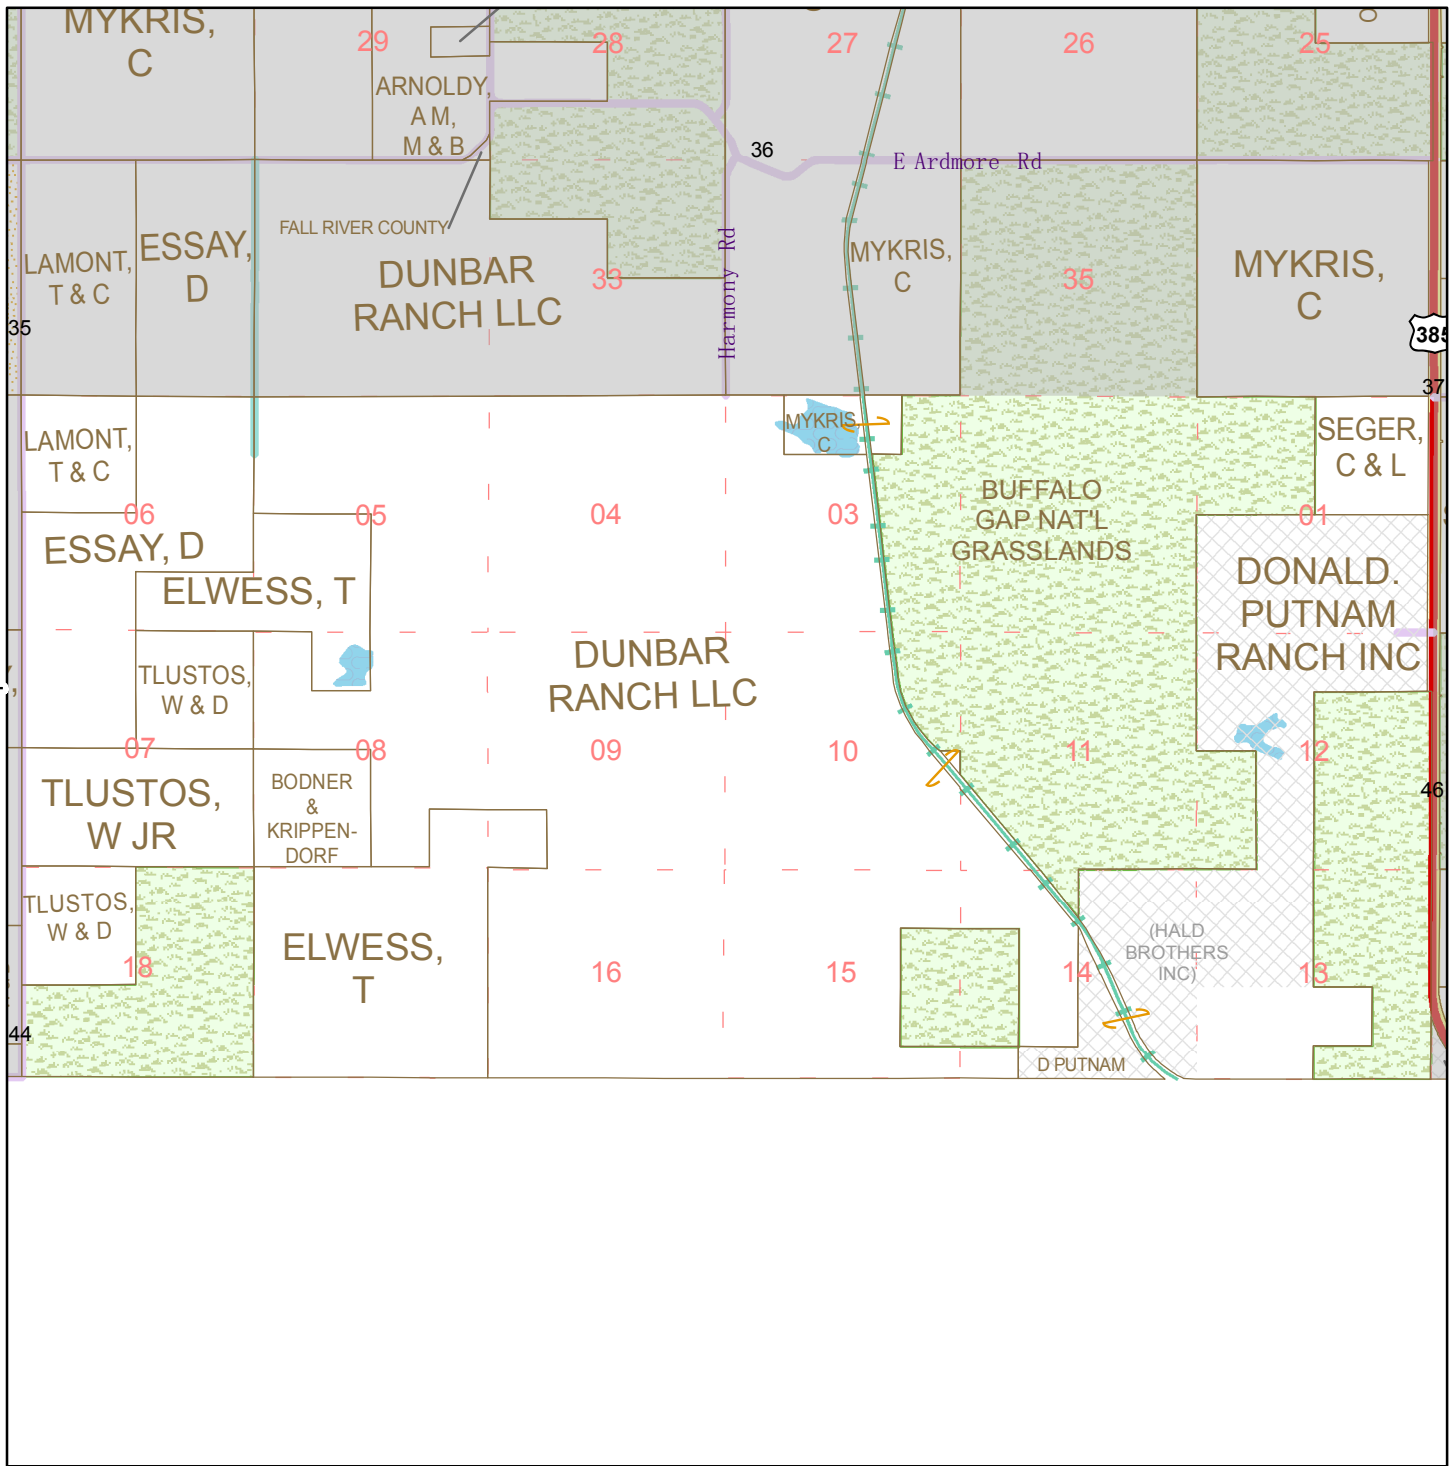 MYKRIS,
C
29
28
27
26
25
ARNOLDY,
A M,
M & B
36
E Ardmore Rd
FALL RIVER COUNTY
LAMONT,
T & C
ESSAY,
D
DUNBAR
RANCH LLC
33
Harmony Rd
MYKRIS,
C
35
MYKRIS,
C
35
385
37
LAMONT,
T & C
MYKRIS,
C
SEGER,
C & L
06
05
04
03
BUFFALO
GAP NAT'L
GRASSLANDS
01
ESSAY, D
ELWESS, T
DONALD.
PUTNAM
RANCH INC
DUNBAR
RANCH LLC
TLUSTOS,
W & D
07
08
09
10
11
12
TLUSTOS,
W JR
BODNER
&
KRIPPEN-
DORF
46
TLUSTOS,
W & D
18
ELWESS,
T
16
15
14
(HALD
BROTHERS
INC)
13
44
D PUTNAM